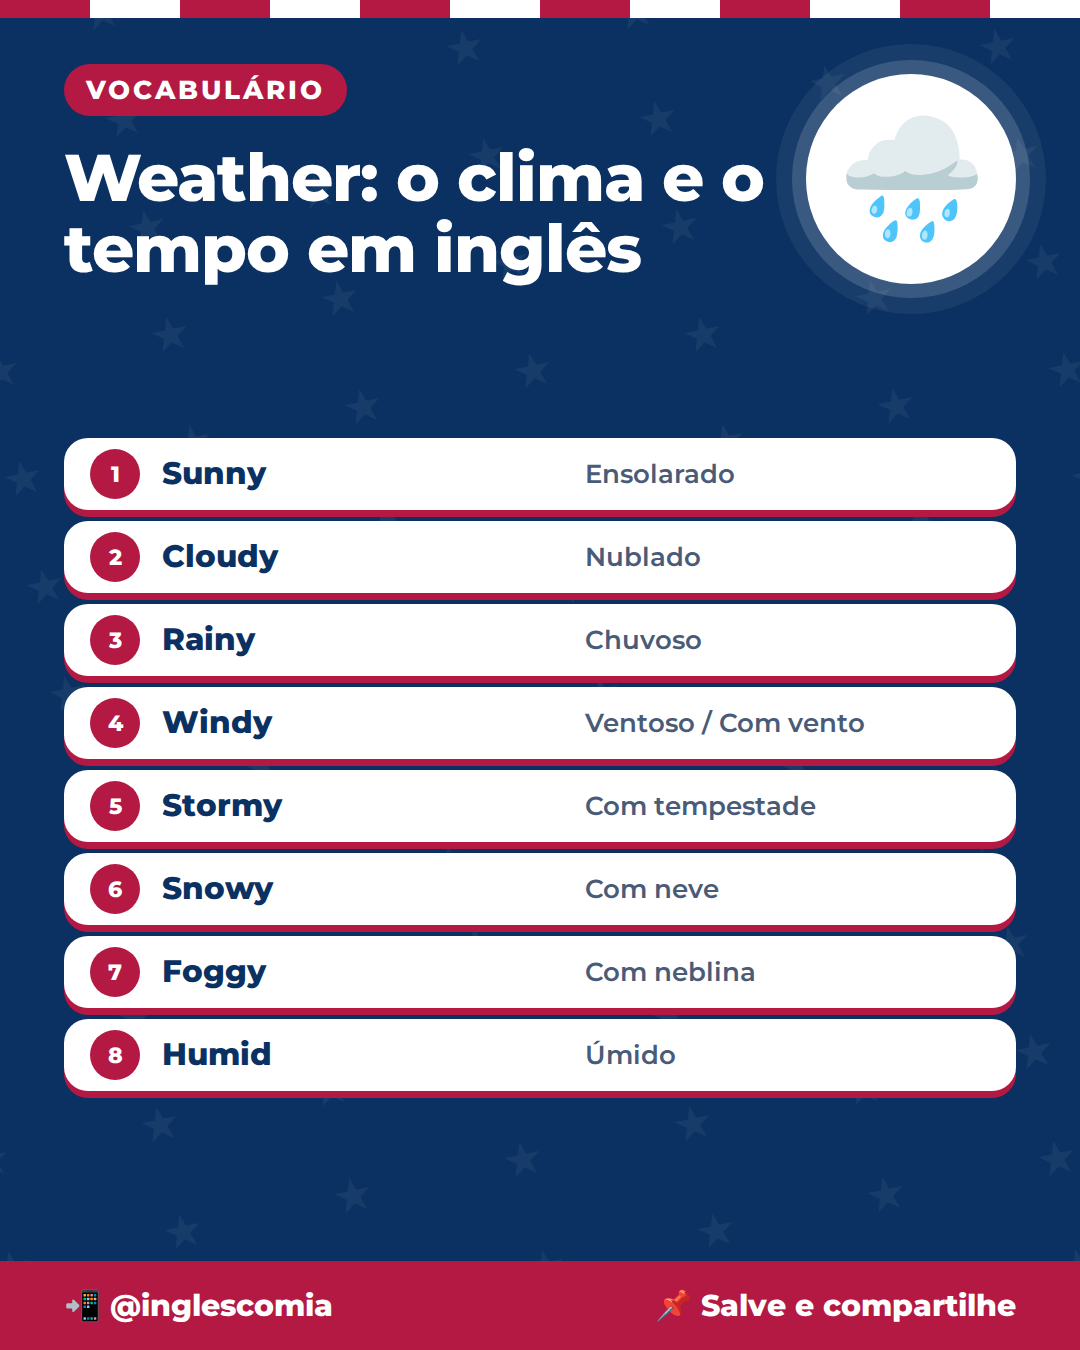 VOCABULÁRIO
Weather: o clima e o
tempo em inglês
1 Sunny Ensolarado
2 Cloudy Nublado
3 Rainy Chuvoso
4 Windy Ventoso / Com vento
5 Stormy Com tempestade
6 Snowy Com neve
7 Foggy Com neblina
8 Humid Úmido
@inglescomia Salve e compartilhe